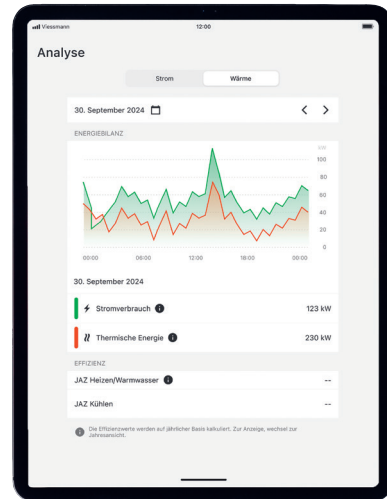 Viessmann
12:00
Analyse
Strom
Wärme
30. September 2024
ENERGIEBILANZ
kW
100
80
60
40
20
0
00:00 06:00 12:00 18:00 00:00
30. September 2024
Stromverbrauch 123 kW
Thermische Energie 230 kW
EFFIZIENZ
JAZ Heizen/Warmwasser --
JAZ Kühlen --
Die Effizienzwerte werden auf jährlicher Basis kalkuliert. Zur Anzeige, wechsel zur
Jahresansicht.